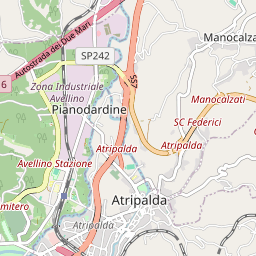 Autostrada dei Due Mari
SP242
Manocalza
6
Zona Industriale
Avellino
SS7
Pianodardine
Manocalzati
SC Federici
Atripalda
Atripalda
Avellino Stazione
Atripalda
mitero
Atripalda